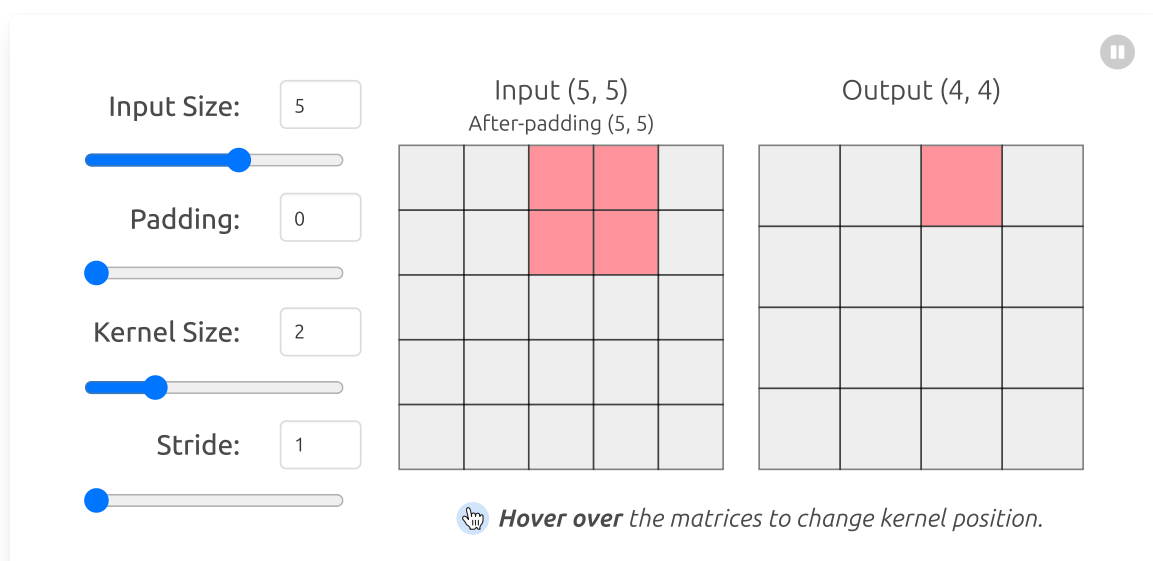 Input Size:
5
Padding:
0
Kernel Size:
2
Stride:
1
Input (5, 5)
After-padding (5, 5)
Output (4, 4)
Hover over the matrices to change kernel position.